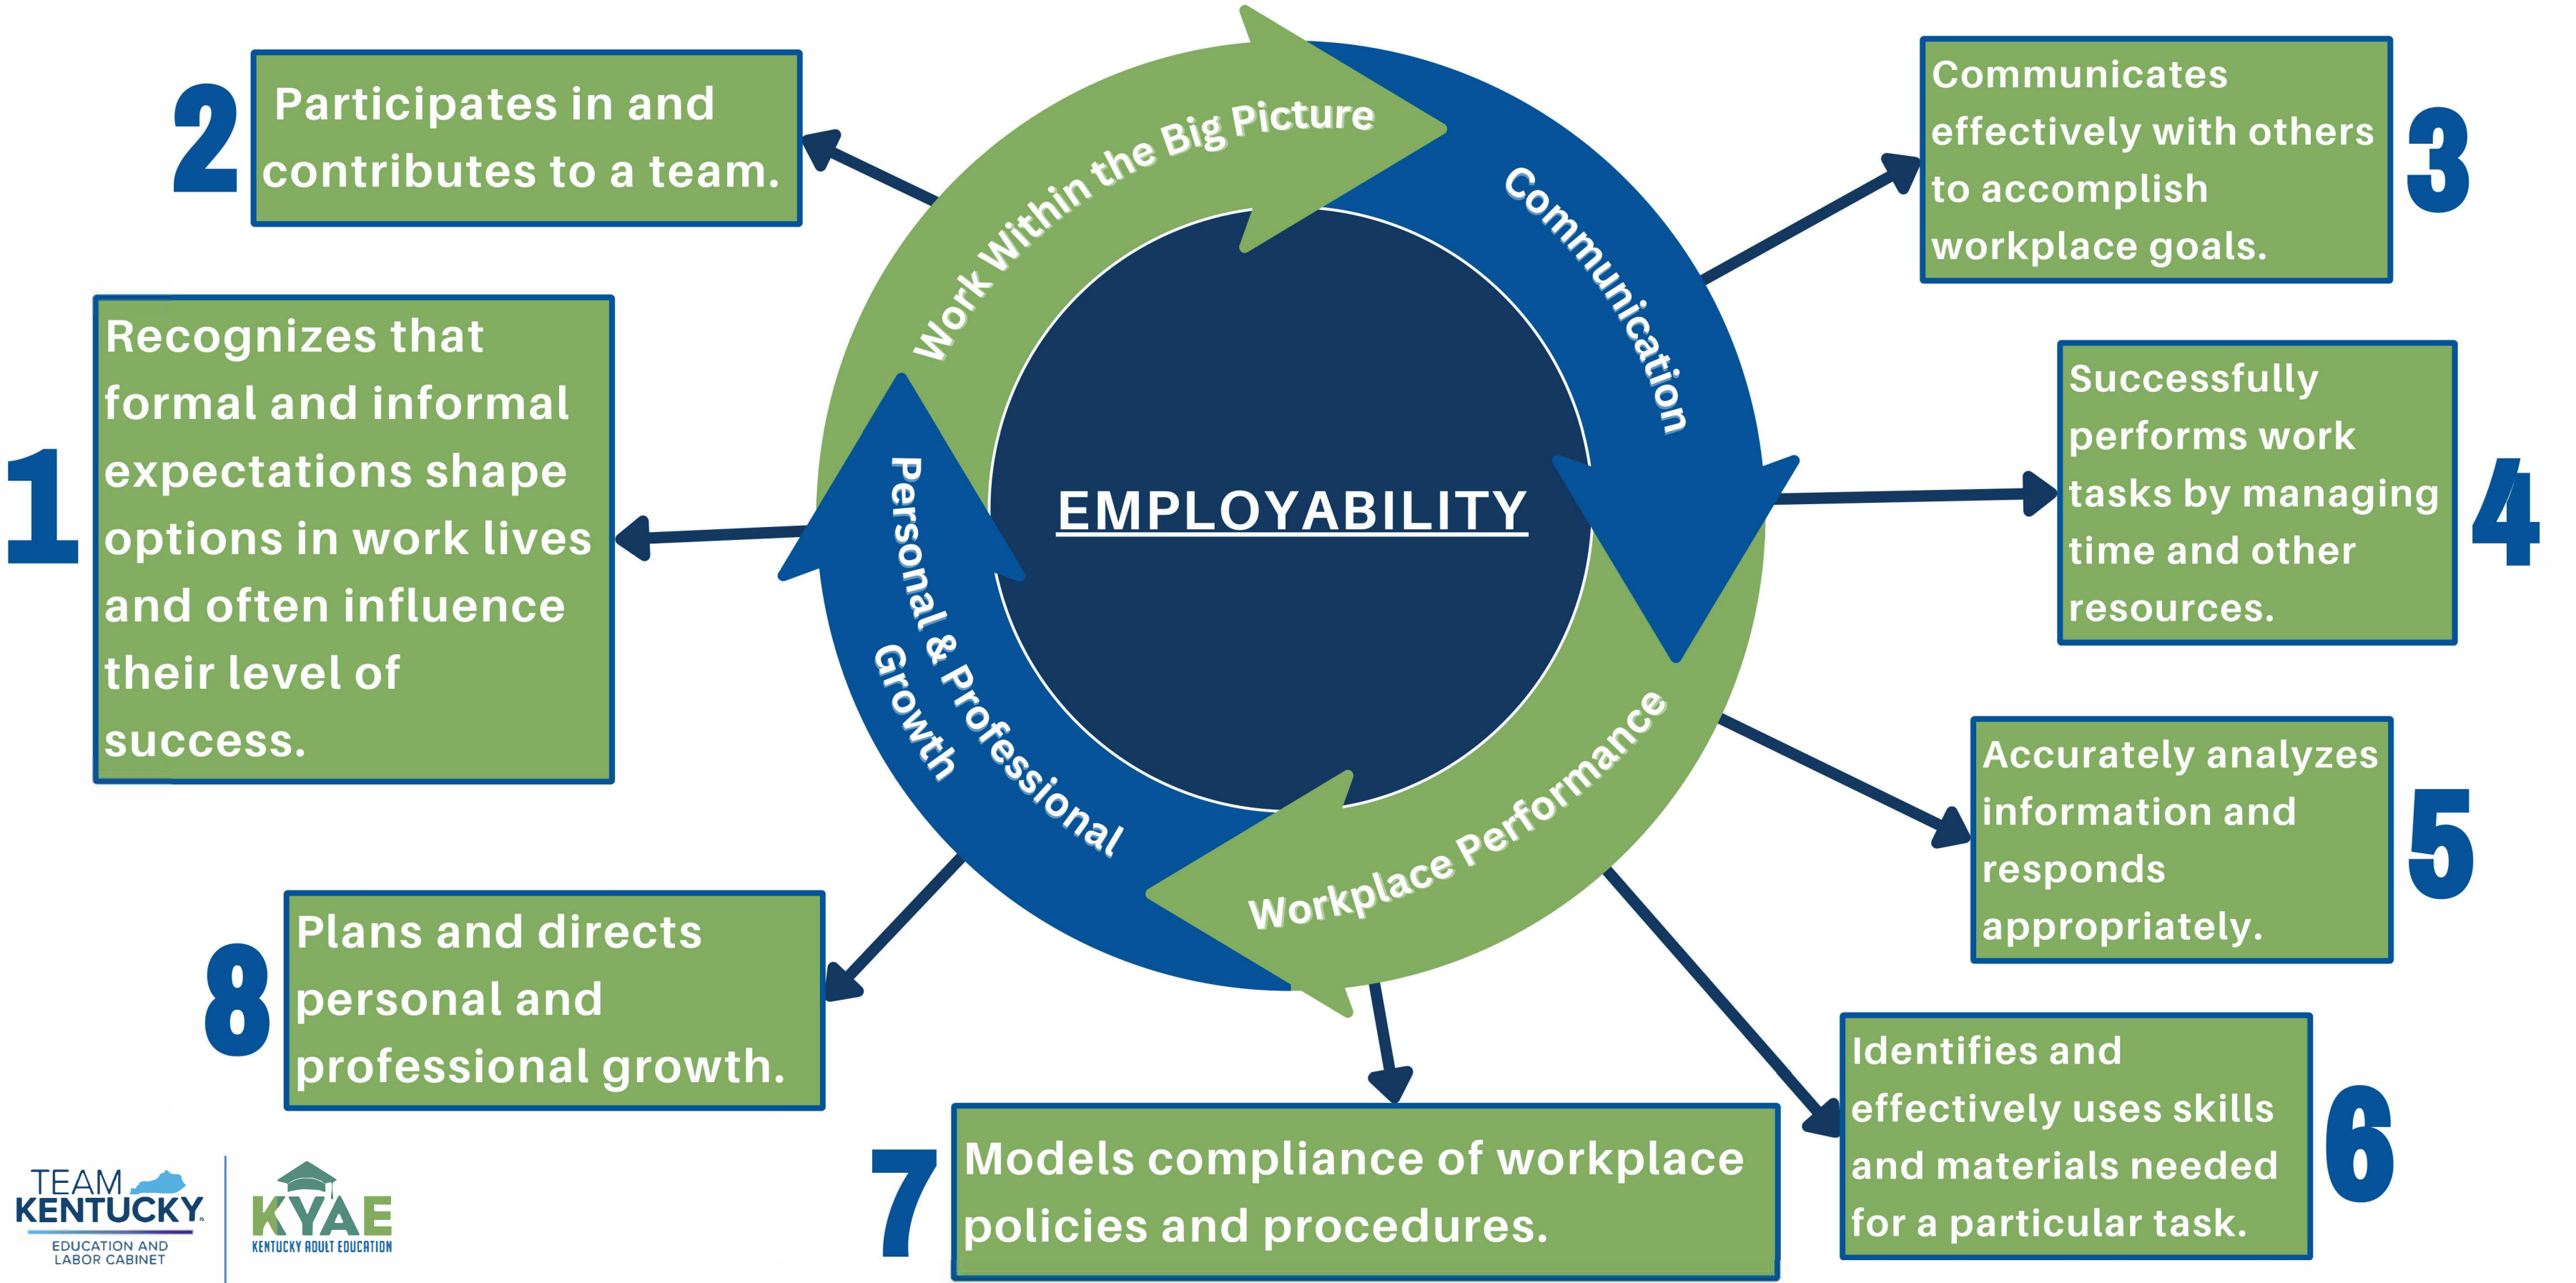 1
Recognizes that
formal and informal
expectations shape
options in work lives
and often influence
their level of
success.
2
Participates in and
contributes to a team.
3
Communicates
effectively with others
to accomplish
workplace goals.
4
Successfully
performs work
tasks by managing
time and other
resources.
5
Accurately analyzes
information and
responds
appropriately.
6
Identifies and
effectively uses skills
and materials needed
for a particular task.
7
Models compliance of workplace
policies and procedures.
8
Plans and directs
personal and
professional growth.
Work Within the Big Picture
Communication
Workplace Performance
Personal & Professional
Growth
EMPLOYABILITY
TEAM
KENTUCKY
EDUCATION AND
LABOR CABINET
KYAE
KENTUCKY ADULT EDUCATION